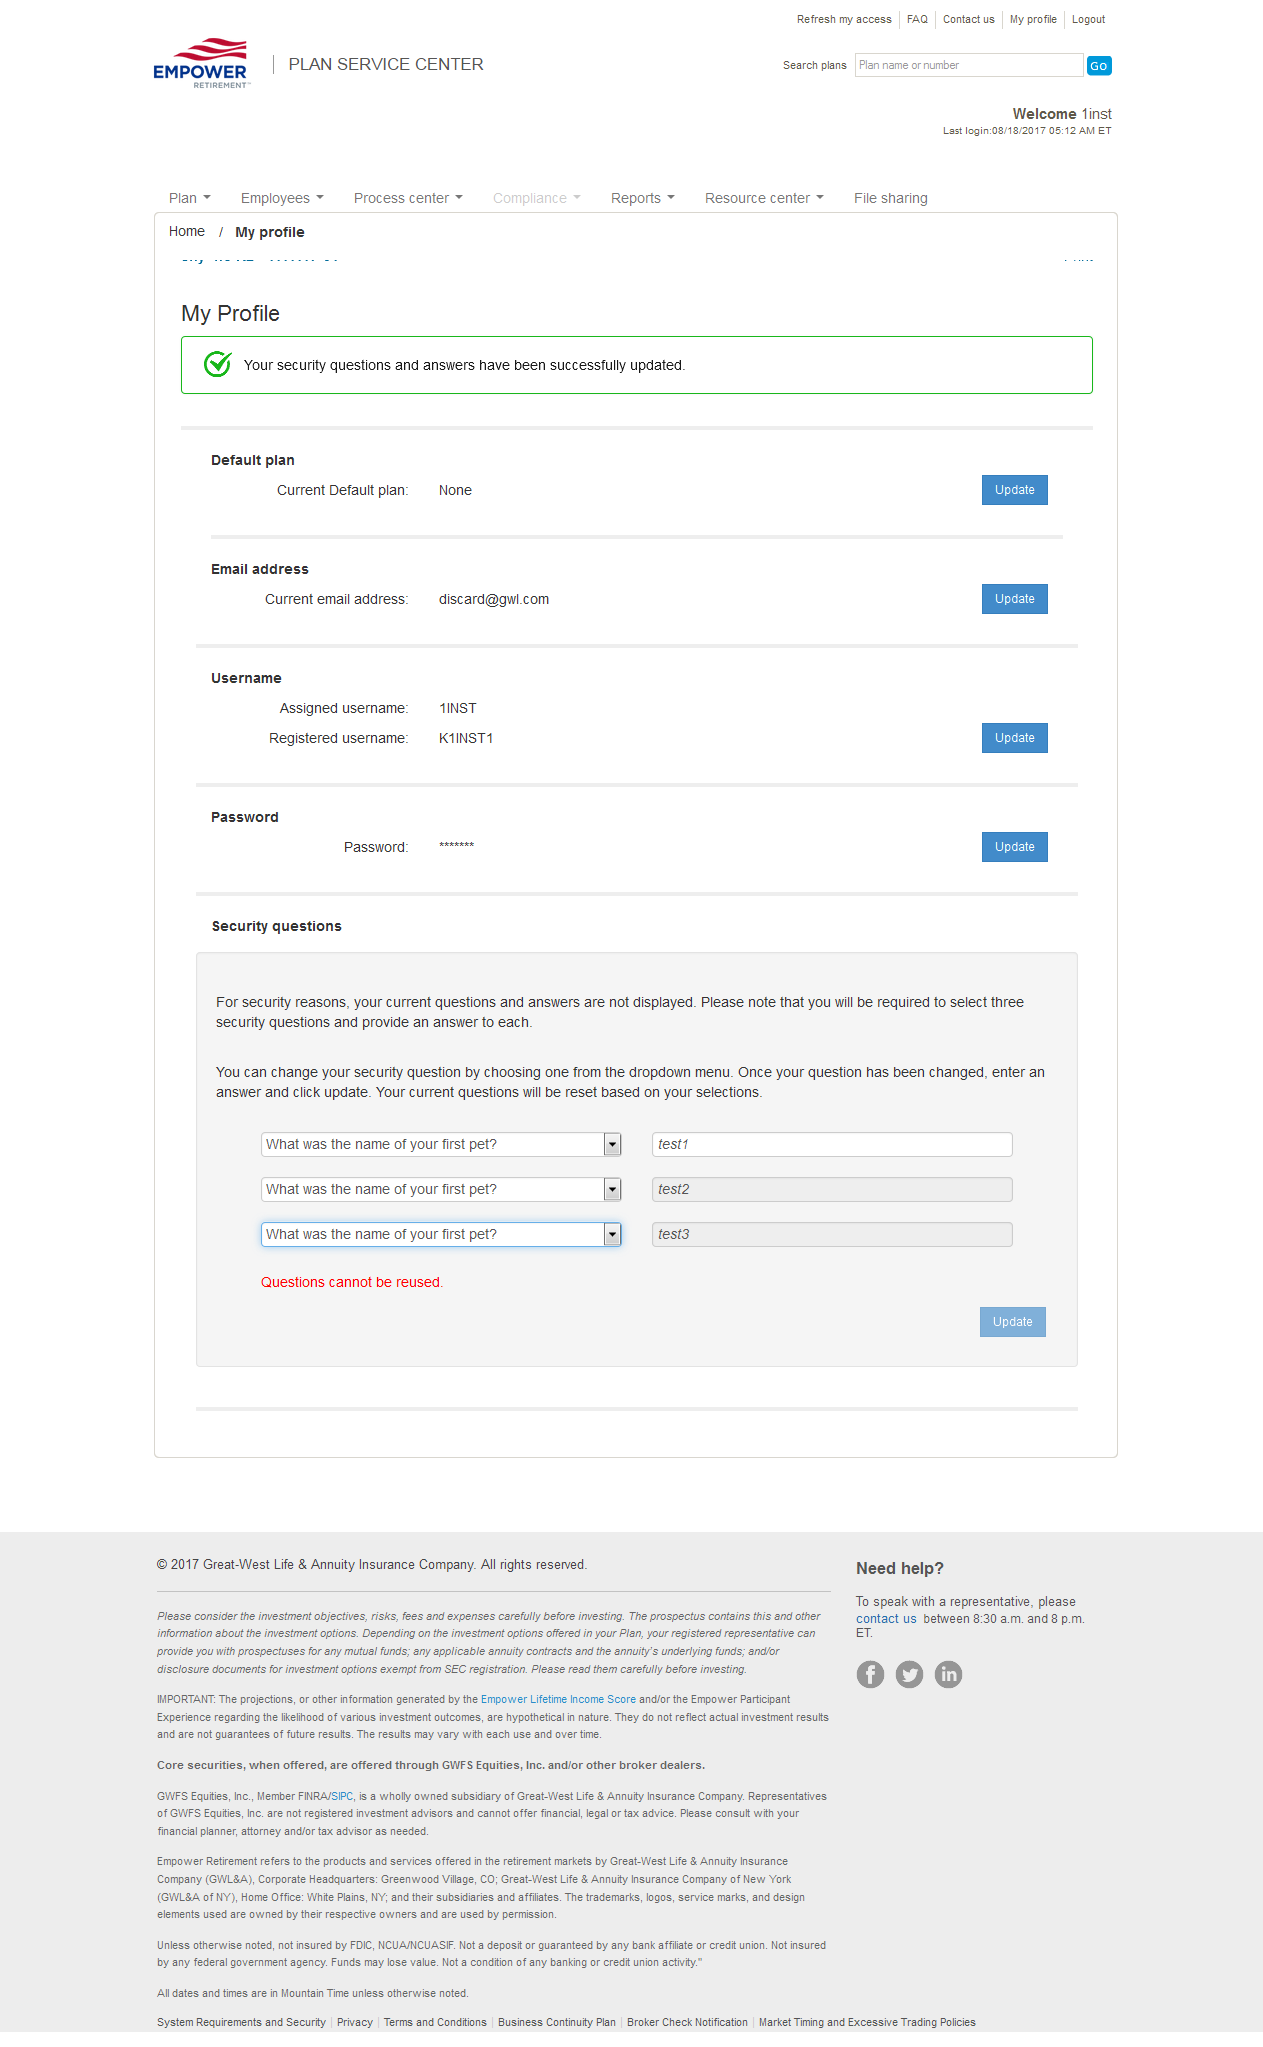 Refresh my access FAQ Contact us My profile Logout
EMPOWER
RETIREMENT™
PLAN SERVICE CENTER
Search plans Plan name or number Go
Welcome 1inst
Last login:08/18/2017 05:12 AM ET
Plan Employees Process center Compliance Reports Resource center File sharing
Home / My profile
My Profile
Your security questions and answers have been successfully updated.
Default plan
Current Default plan: None Update
Email address
Current email address: discard@gwl.com Update
Username
Assigned username: 1INST
Registered username: K1INST1 Update
Password
Password: ******* Update
Security questions
For security reasons, your current questions and answers are not displayed. Please note that you will be required to select three
security questions and provide an answer to each.
You can change your security question by choosing one from the dropdown menu. Once your question has been changed, enter an
answer and click update. Your current questions will be reset based on your selections.
What was the name of your first pet? test1
What was the name of your first pet? test2
What was the name of your first pet? test3
Questions cannot be reused.
Update
© 2017 Great-West Life & Annuity Insurance Company. All rights reserved.
Please consider the investment objectives, risks, fees and expenses carefully before investing. The prospectus contains this and other
information about the investment options. Depending on the investment options offered in your Plan, your registered representative can
provide you with prospectuses for any mutual funds; any applicable annuity contracts and the annuity's underlying funds; and/or
disclosure documents for investment options exempt from SEC registration. Please read them carefully before investing.
IMPORTANT: The projections, or other information generated by the Empower Lifetime Income Score and/or the Empower Participant
Experience regarding the likelihood of various investment outcomes, are hypothetical in nature. They do not reflect actual investment results
and are not guarantees of future results. The results may vary with each use and over time.
Core securities, when offered, are offered through GWFS Equities, Inc. and/or other broker dealers.
GWFS Equities, Inc., Member FINRA/SIPC, is a wholly owned subsidiary of Great-West Life & Annuity Insurance Company. Representatives
of GWFS Equities, Inc. are not registered investment advisors and cannot offer financial, legal or tax advice. Please consult with your
financial planner, attorney and/or tax advisor as needed.
Empower Retirement refers to the products and services offered in the retirement markets by Great-West Life & Annuity Insurance
Company (GWL&A), Corporate Headquarters: Greenwood Village, CO; Great-West Life & Annuity Insurance Company of New York
(GWL&A of NY), Home Office: White Plains, NY; and their subsidiaries and affiliates. The trademarks, logos, service marks, and design
elements used are owned by their respective owners and are used by permission.
Unless otherwise noted, not insured by FDIC, NCUA/NCUASIF. Not a deposit or guaranteed by any bank affiliate or credit union. Not insured
by any federal government agency. Funds may lose value. Not a condition of any banking or credit union activity."
All dates and times are in Mountain Time unless otherwise noted.
System Requirements and Security Privacy Terms and Conditions Business Continuity Plan Broker Check Notification Market Timing and Excessive Trading Policies
Need help?
To speak with a representative, please
contact us between 8:30 a.m. and 8 p.m.
ET.